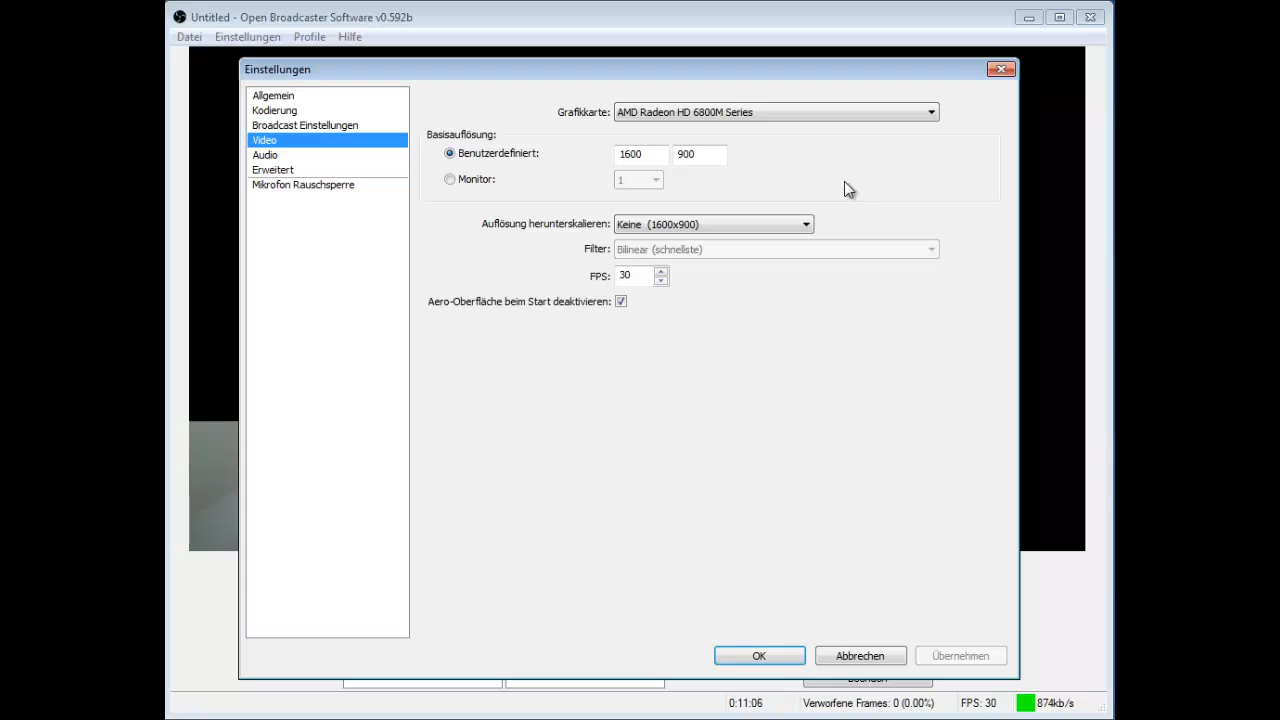 Untitled - Open Broadcaster Software v0.592b
Datei Einstellungen Profile Hilfe
Einstellungen
Allgemein
Kodierung
Broadcast Einstellungen
Video
Audio
Erweitert
Mikrofon Rauschsperre
Grafikkarte: AMD Radeon HD 6800M Series
Basisauflösung:
Benutzerdefiniert: 1600 900
Monitor: 1
Auflösung herunterskalieren: Keine (1600x900)
Filter: Bilinear (schnellste)
FPS: 30
Aero-Oberfläche beim Start deaktivieren:
OK Abbrechen Übernehmen
0:11:06 Verworfene Frames: 0 (0.00%) FPS: 30 874kb/s